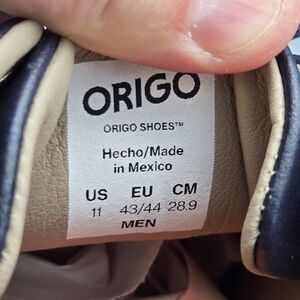 ORIGO
ORIGO SHOES™
Hecho/Made
in Mexico
US EU CM
11 43/44 28.9
MEN